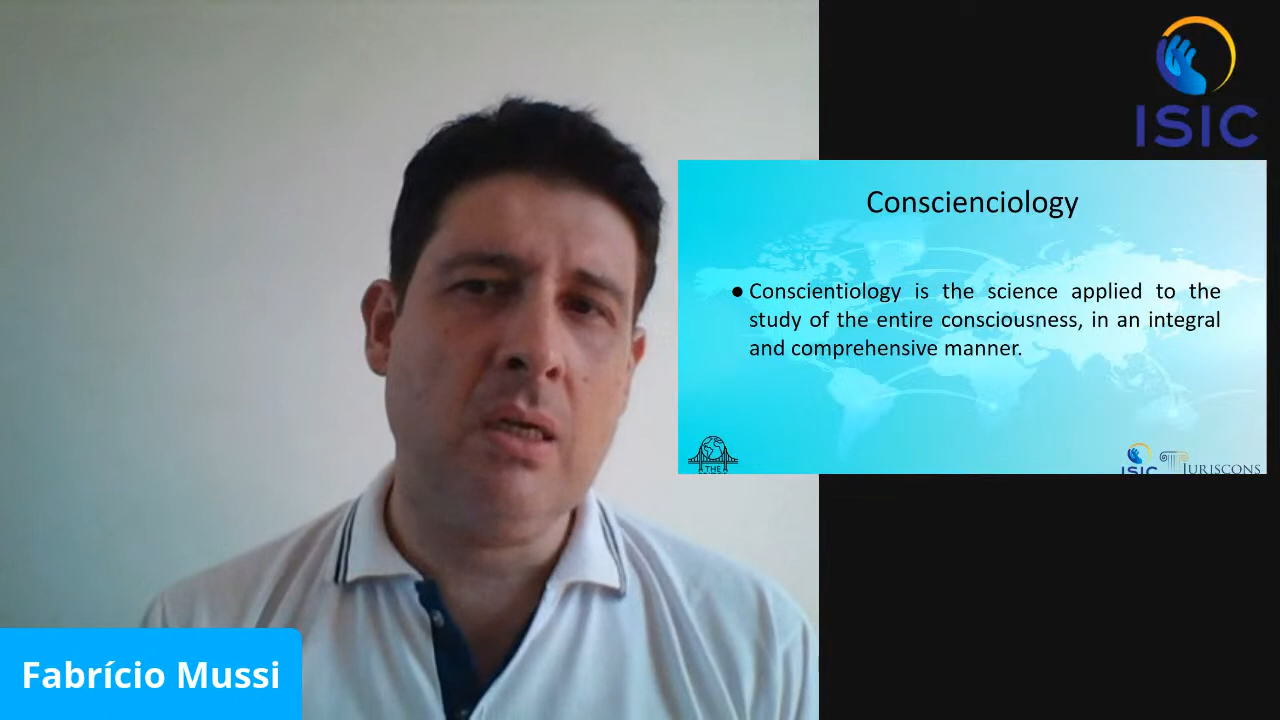 ISIC
Conscienciology
● Conscientiology is the science applied to the
study of the entire consciousness, in an integral
and comprehensive manner.
THE
ISIC JURISCONS
Fabrício Mussi